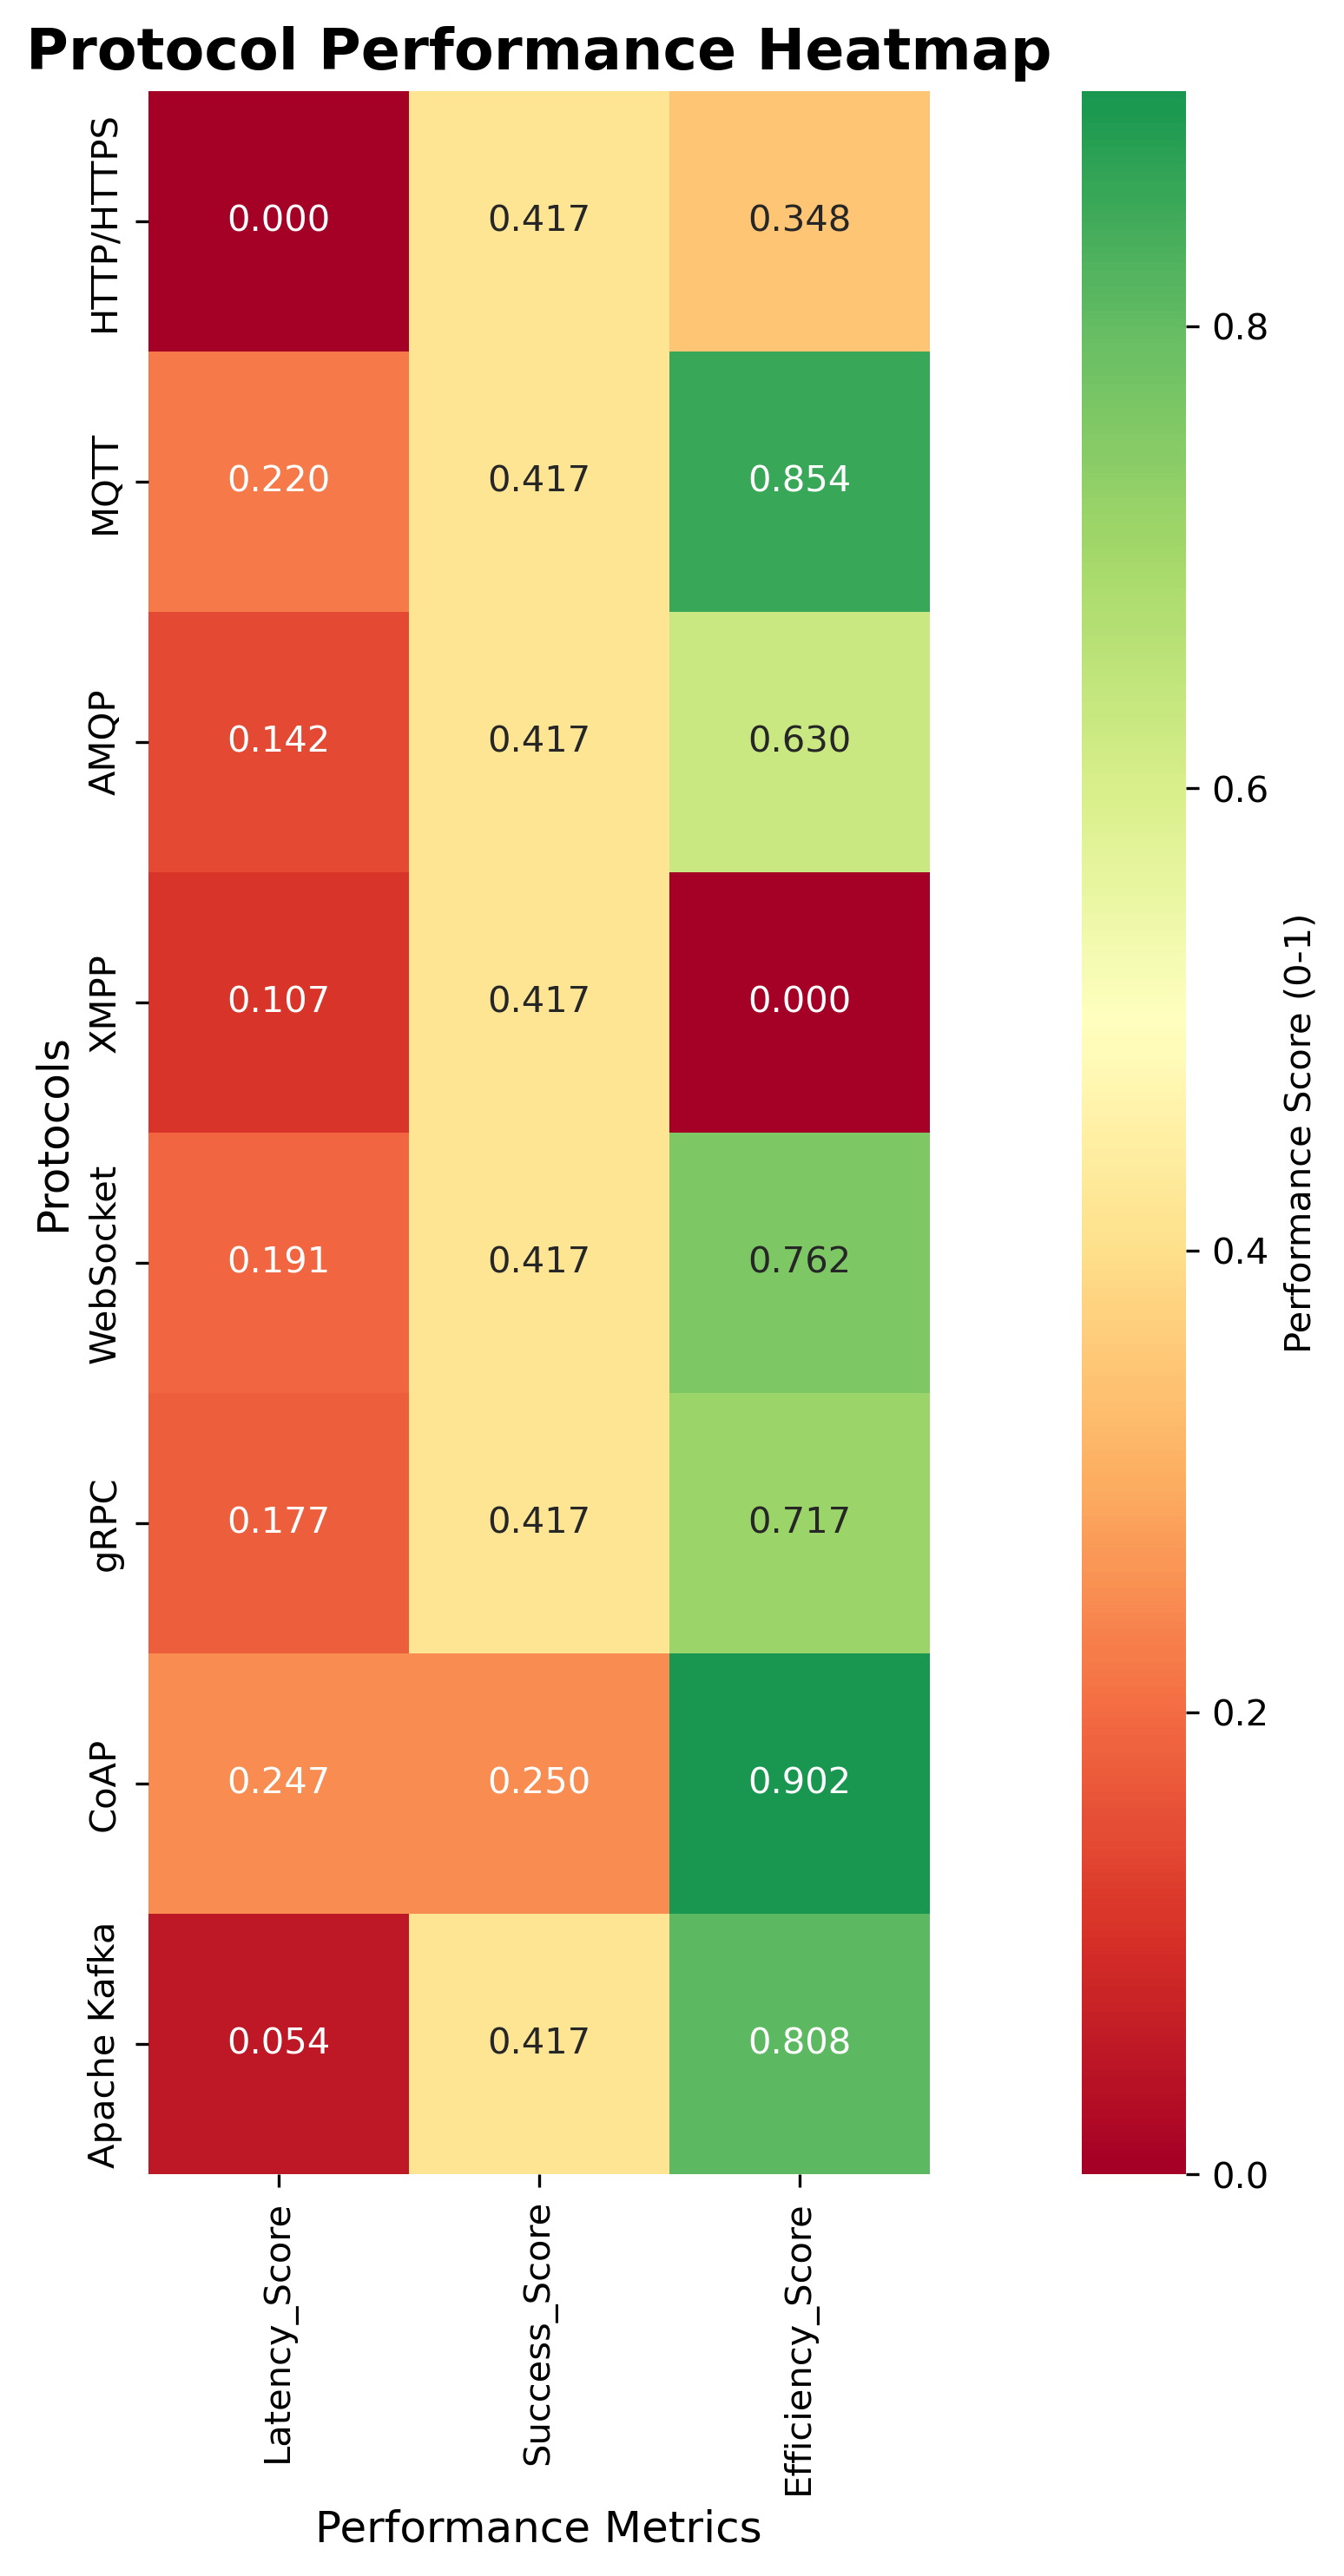 Protocol Performance Heatmap
Protocols
HTTP/HTTPS
0.000 0.417 0.348
MQTT
0.220 0.417 0.854
AMQP
0.142 0.417 0.630
XMPP
0.107 0.417 0.000
WebSocket
0.191 0.417 0.762
gRPC
0.177 0.417 0.717
CoAP
0.247 0.250 0.902
Apache Kafka
0.054 0.417 0.808
Latency_Score
Success_Score
Efficiency_Score
Performance Metrics
0.8
0.6
0.4
0.2
0.0
Performance Score (0-1)